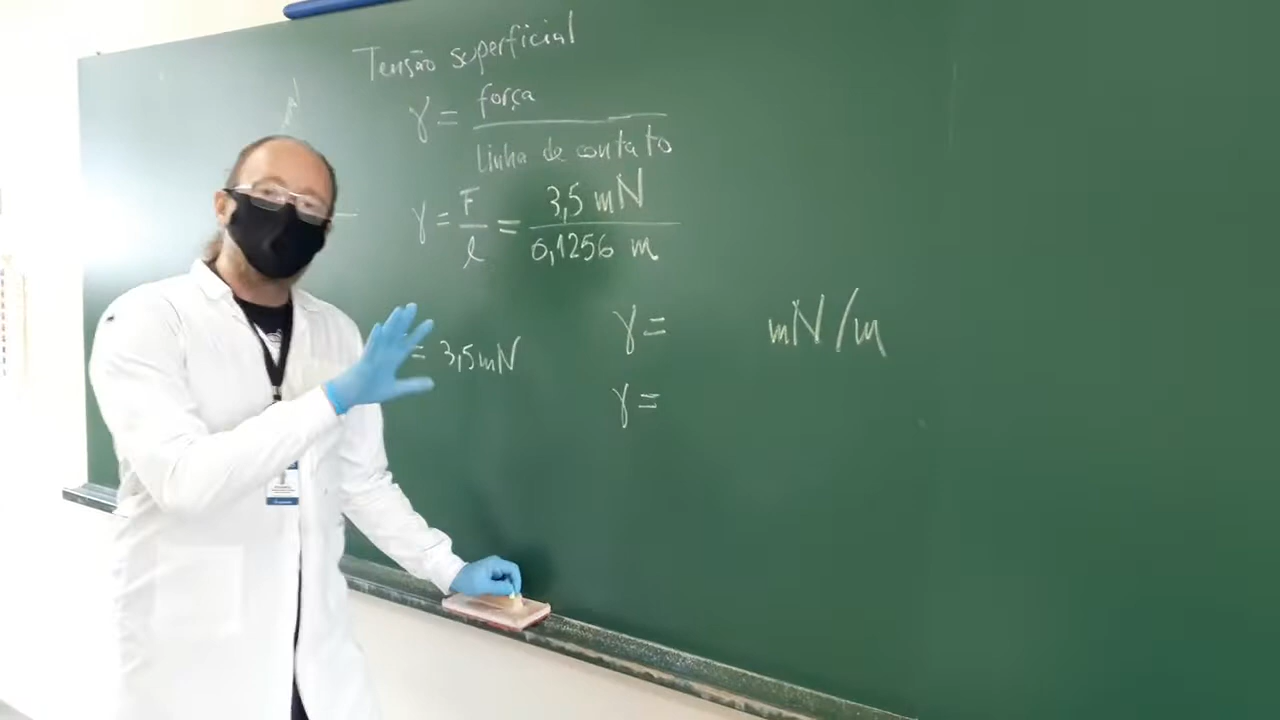 Tensão superficial
γ = força
linha de contato
γ = F / l = 3,5 mN / 0,1256 m
γ = mN/m
= 3,5 mN
γ =